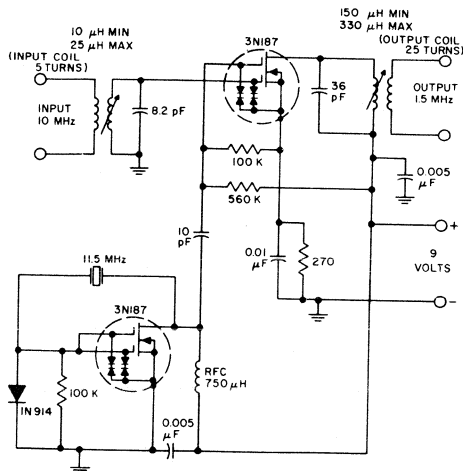 10 μH MIN
25 μH MAX
(INPUT COIL
5 TURNS)
INPUT
10 MHz
8.2 pF
3N187
150 μH MIN
330 μH MAX
(OUTPUT COIL
25 TURNS)
36
pF
OUTPUT
1.5 MHz
100 K
560 K
0.005
μF
10
pF
0.01
μF
270
+
9
VOLTS
−
11.5 MHz
3N187
RFC
750 μH
IN914
100 K
0.005
μF